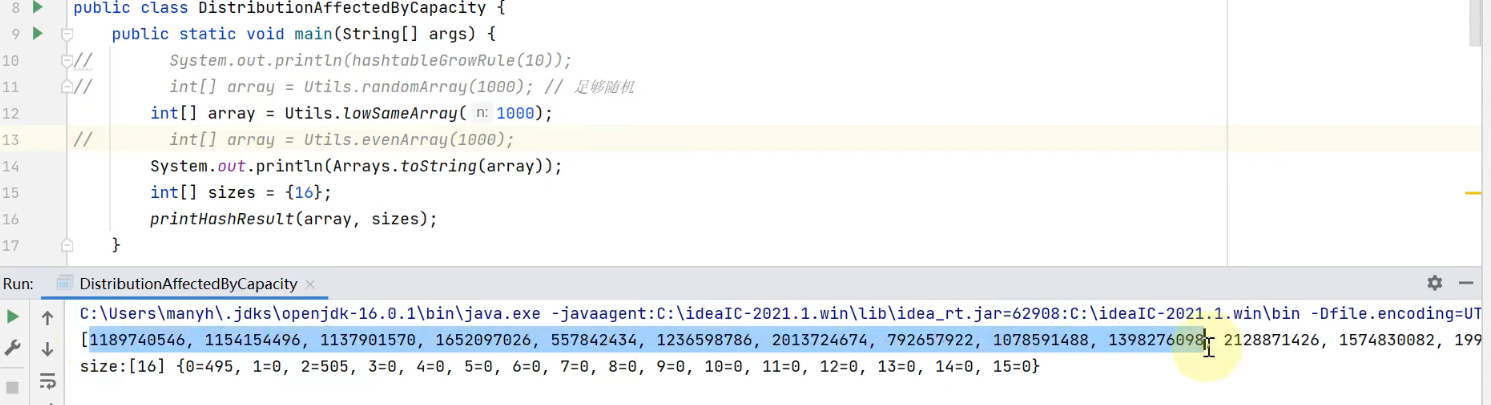 8 public class DistributionAffectedByCapacity {
9 public static void main(String[] args) {
10 // System.out.println(hashtableGrowRule(10));
11 // int[] array = Utils.randomArray(1000); // 足够随机
12 int[] array = Utils.lowSameArray( n: 1000);
13 // int[] array = Utils.evenArray(1000);
14 System.out.println(Arrays.toString(array));
15 int[] sizes = {16};
16 printHashResult(array, sizes);
17 }
Run: DistributionAffectedByCapacity ×
C:\Users\manyh\.jdks\openjdk-16.0.1\bin\java.exe -javaagent:C:\ideaIC-2021.1.win\lib\idea_rt.jar=62908:C:\ideaIC-2021.1.win\bin -Dfile.encoding=UT
[1189740546, 1154154496, 1137901570, 1652097026, 557842434, 1236598786, 2013724674, 792657922, 1078591488, 1398276098, 2128871426, 1574830082, 199
size:[16] {0=495, 1=0, 2=505, 3=0, 4=0, 5=0, 6=0, 7=0, 8=0, 9=0, 10=0, 11=0, 12=0, 13=0, 14=0, 15=0}